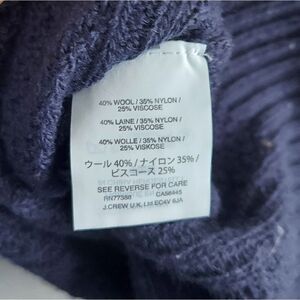 40% WOOL / 35% NYLON /
25% VISCOSE
40% LAINE / 35% NYLON /
25% VISCOSE
40% WOLLE / 35% NYLON /
25% VISKOSE
ウール 40% / ナイロン 35% /
ビスコース 25%
SEE REVERSE FOR CARE
RN77388 CA56445
J.CREW U.K. Ltd EC4V 6JA